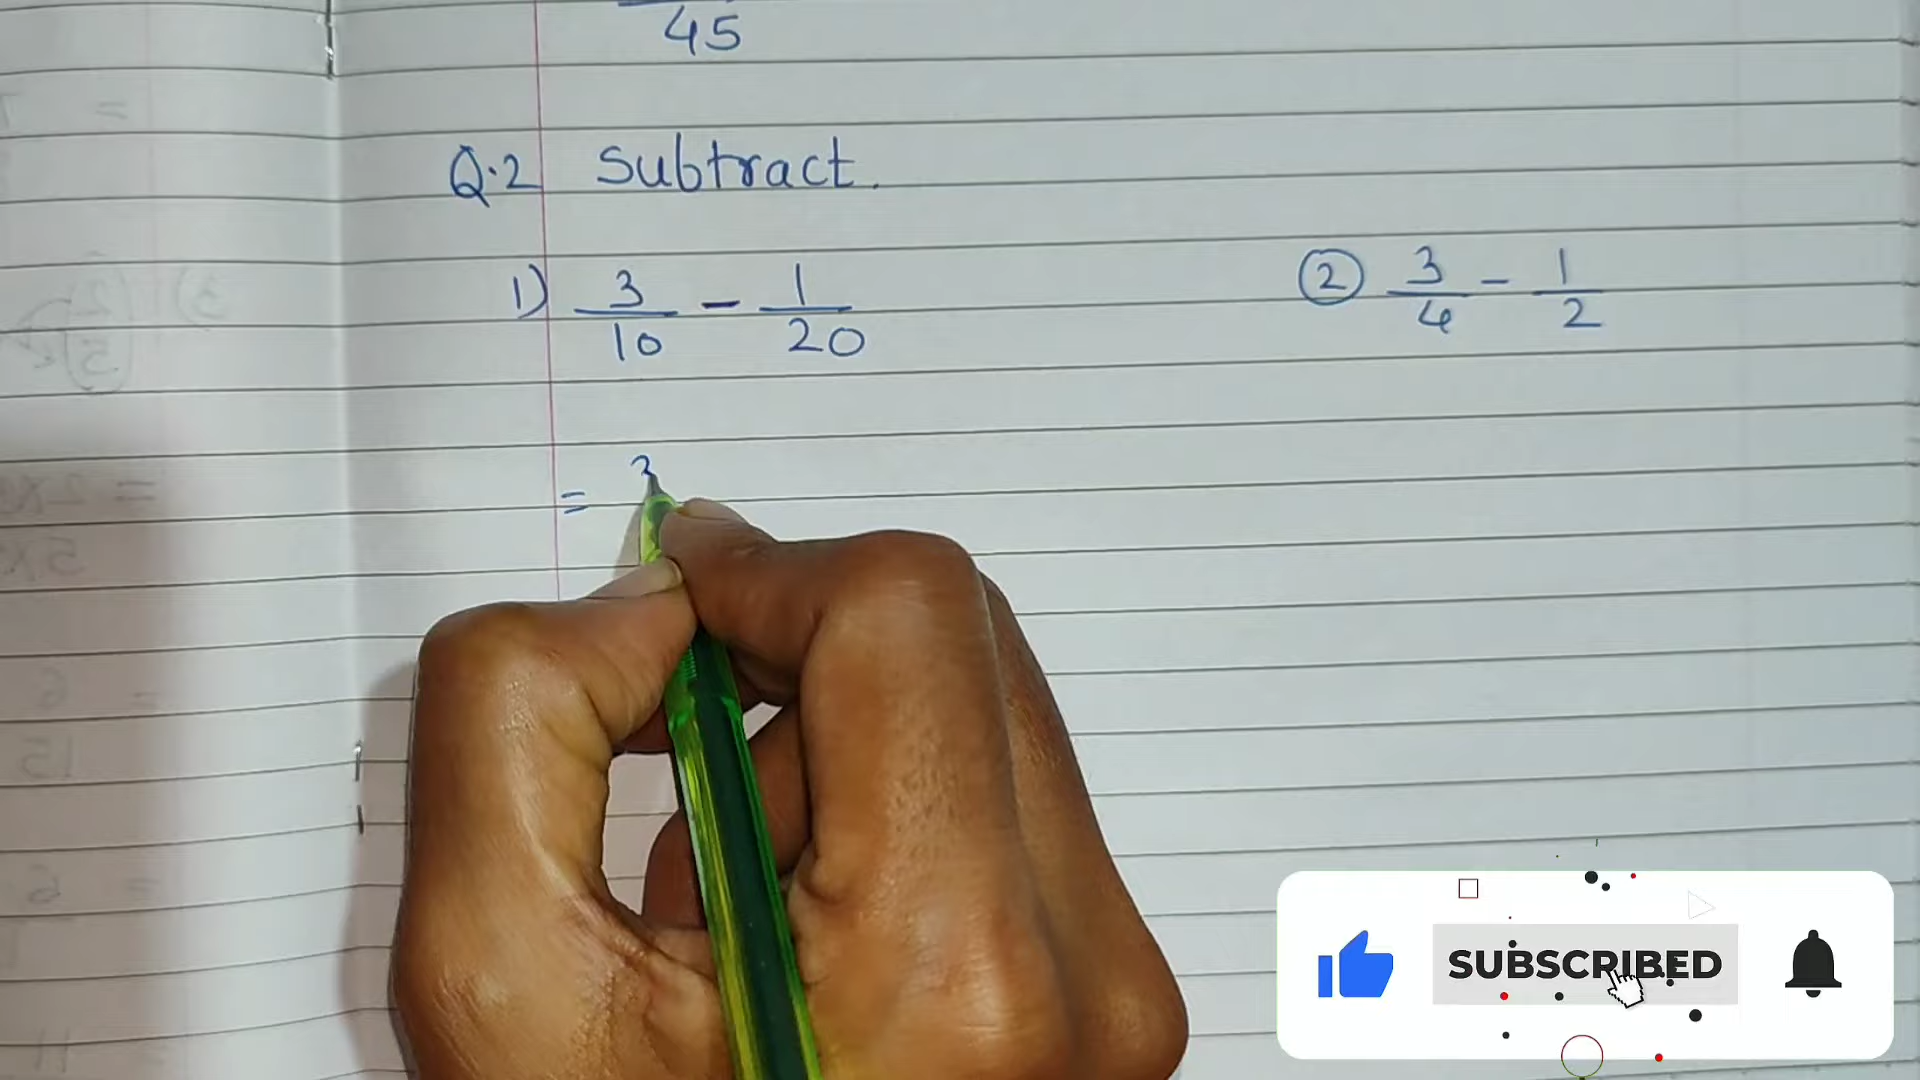 45
Q.2 Subtract.
1) 3/10 - 1/20
② 3/4 - 1/2
= 3
SUBSCRIBED